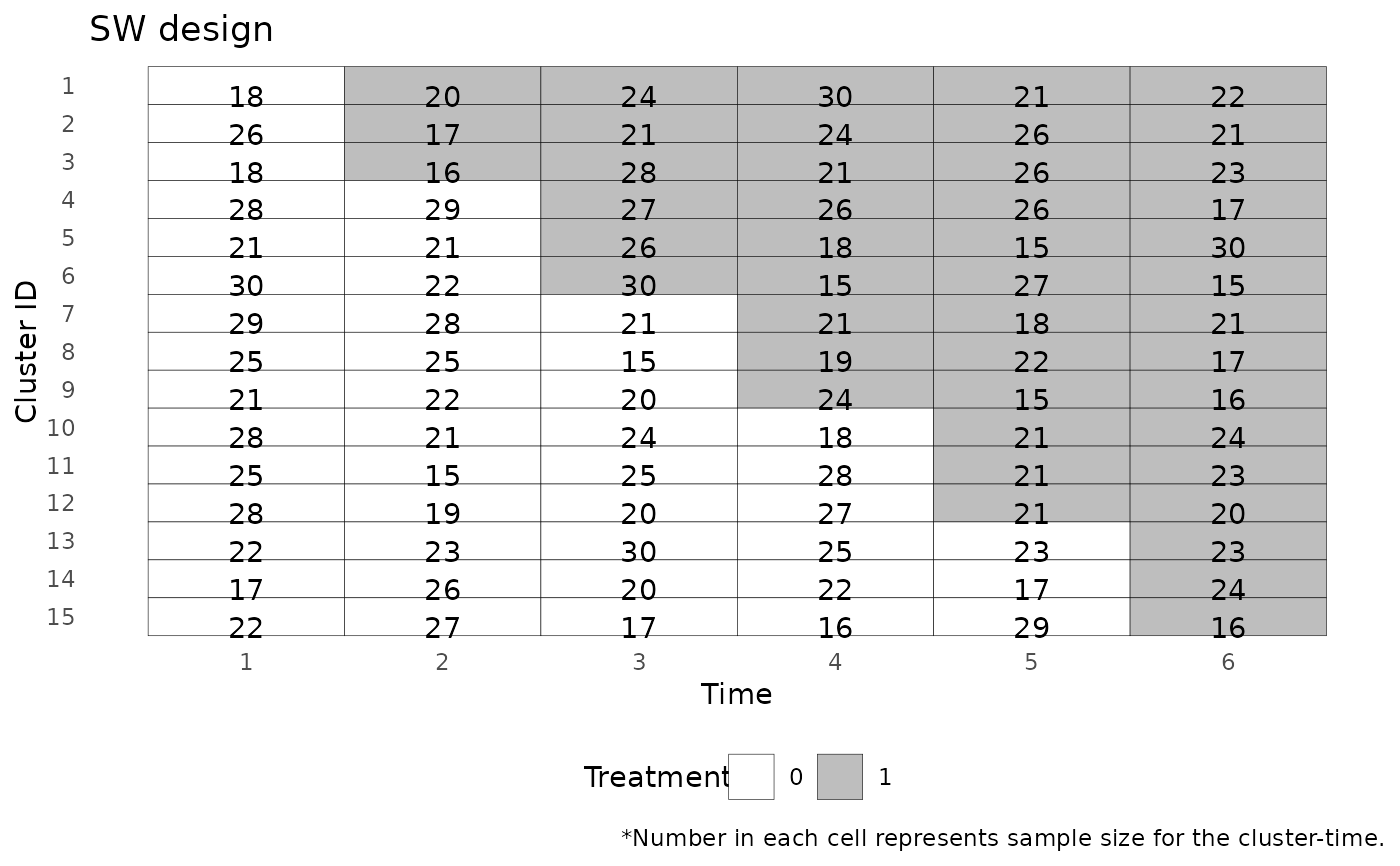 SW design
Cluster ID
1 18 20 24 30 21 22
2 26 17 21 24 26 21
3 18 16 28 21 26 23
4 28 29 27 26 26 17
5 21 21 26 18 15 30
6 30 22 30 15 27 15
7 29 28 21 21 18 21
8 25 25 15 19 22 17
9 21 22 20 24 15 16
10 28 21 24 18 21 24
11 25 15 25 28 21 23
12 28 19 20 27 21 20
13 22 23 30 25 23 23
14 17 26 20 22 17 24
15 22 27 17 16 29 16
1 2 3 4 5 6
Time
Treatment 0 1
*Number in each cell represents sample size for the cluster-time.